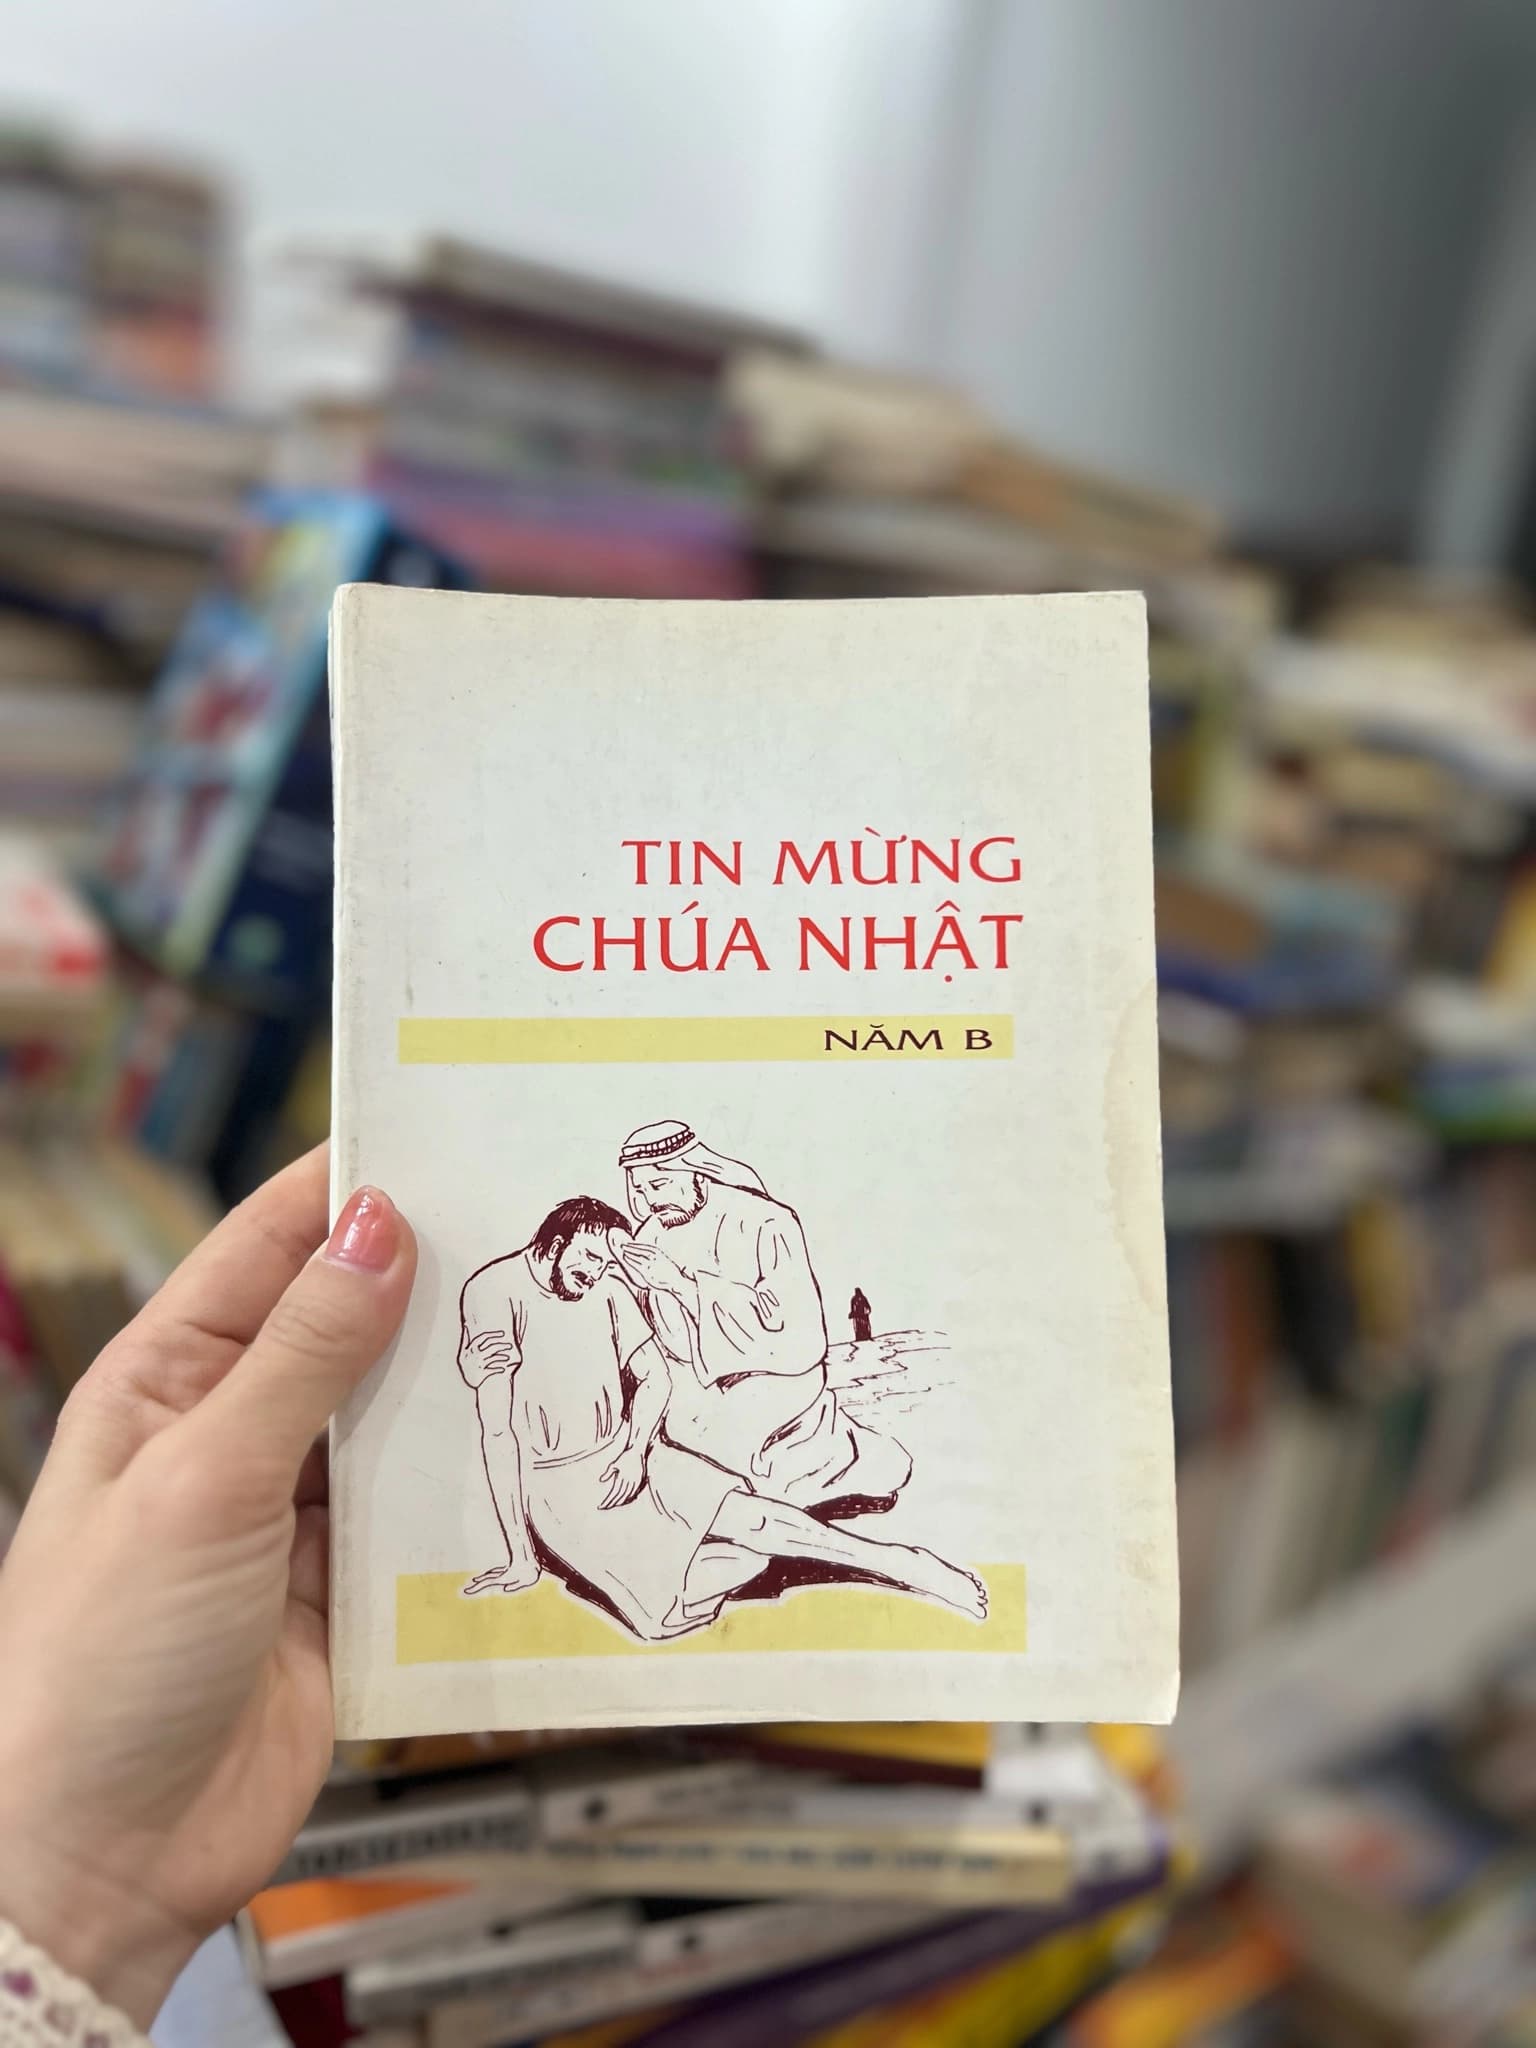 TIN MỪNG
CHÚA NHẬT
NĂM B